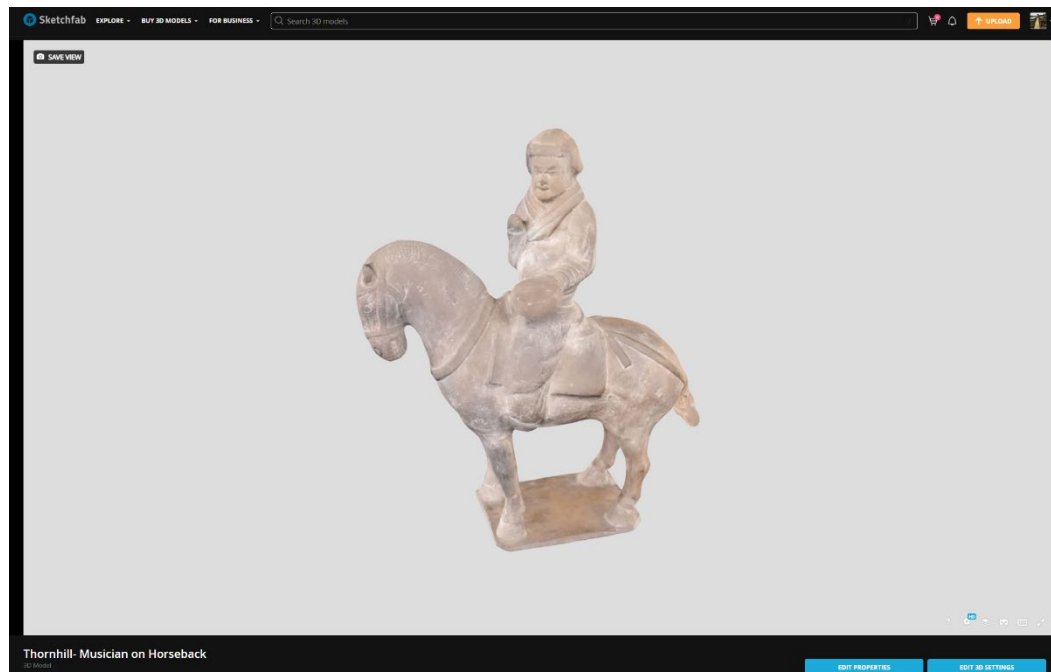 Sketchfab EXPLORE BUY 3D MODELS FOR BUSINESS Search 3D models UPLOAD
SAVE VIEW
HD
Thornhill- Musician on Horseback
3D Model
EDIT PROPERTIES EDIT 3D SETTINGS